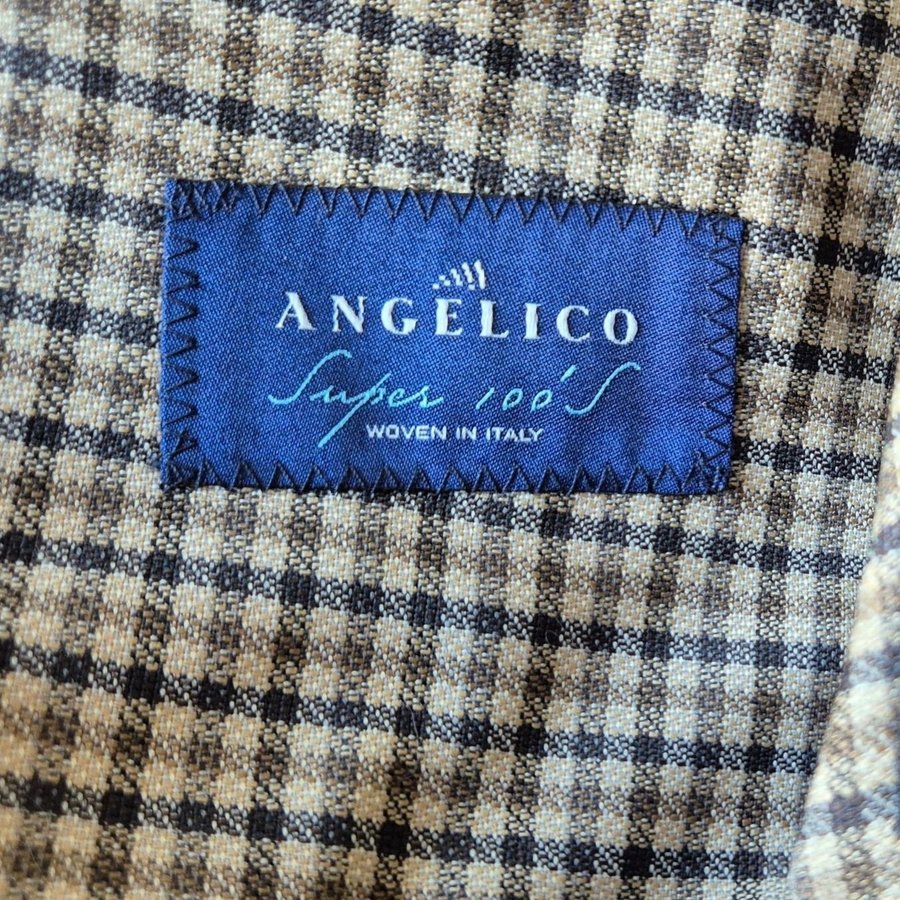 ANGELICO
Super 100'S
WOVEN IN ITALY